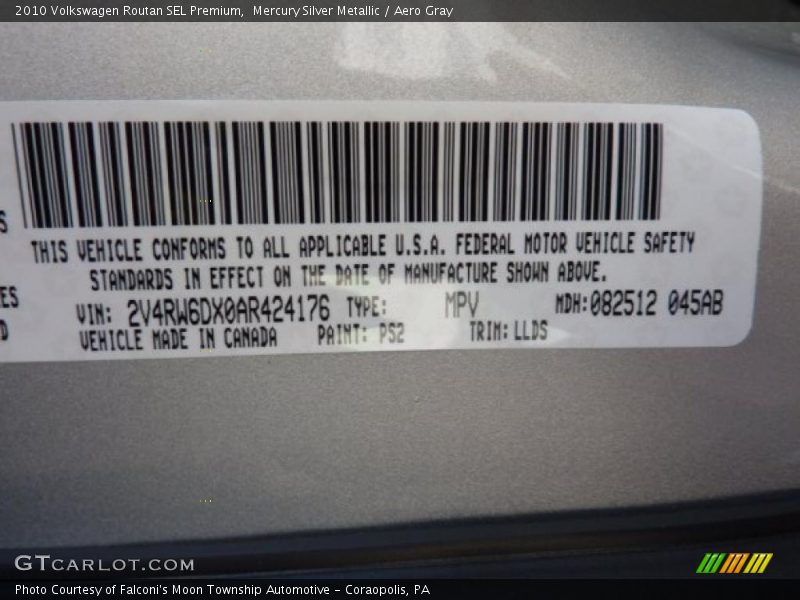 2010 Volkswagen Routan SEL Premium,  Mercury Silver Metallic / Aero Gray
S
THIS VEHICLE CONFORMS TO ALL APPLICABLE U.S.A. FEDERAL MOTOR VEHICLE SAFETY
STANDARDS IN EFFECT ON THE DATE OF MANUFACTURE SHOWN ABOVE.
ES
VIN: 2V4RW6DX0AR424176 TYPE: MPV MDH:082512 045AB
D
VEHICLE MADE IN CANADA PAINT: PS2 TRIM: LLDS
GTCARLOT.COM
Photo Courtesy of Falconi's Moon Township Automotive - Coraopolis, PA